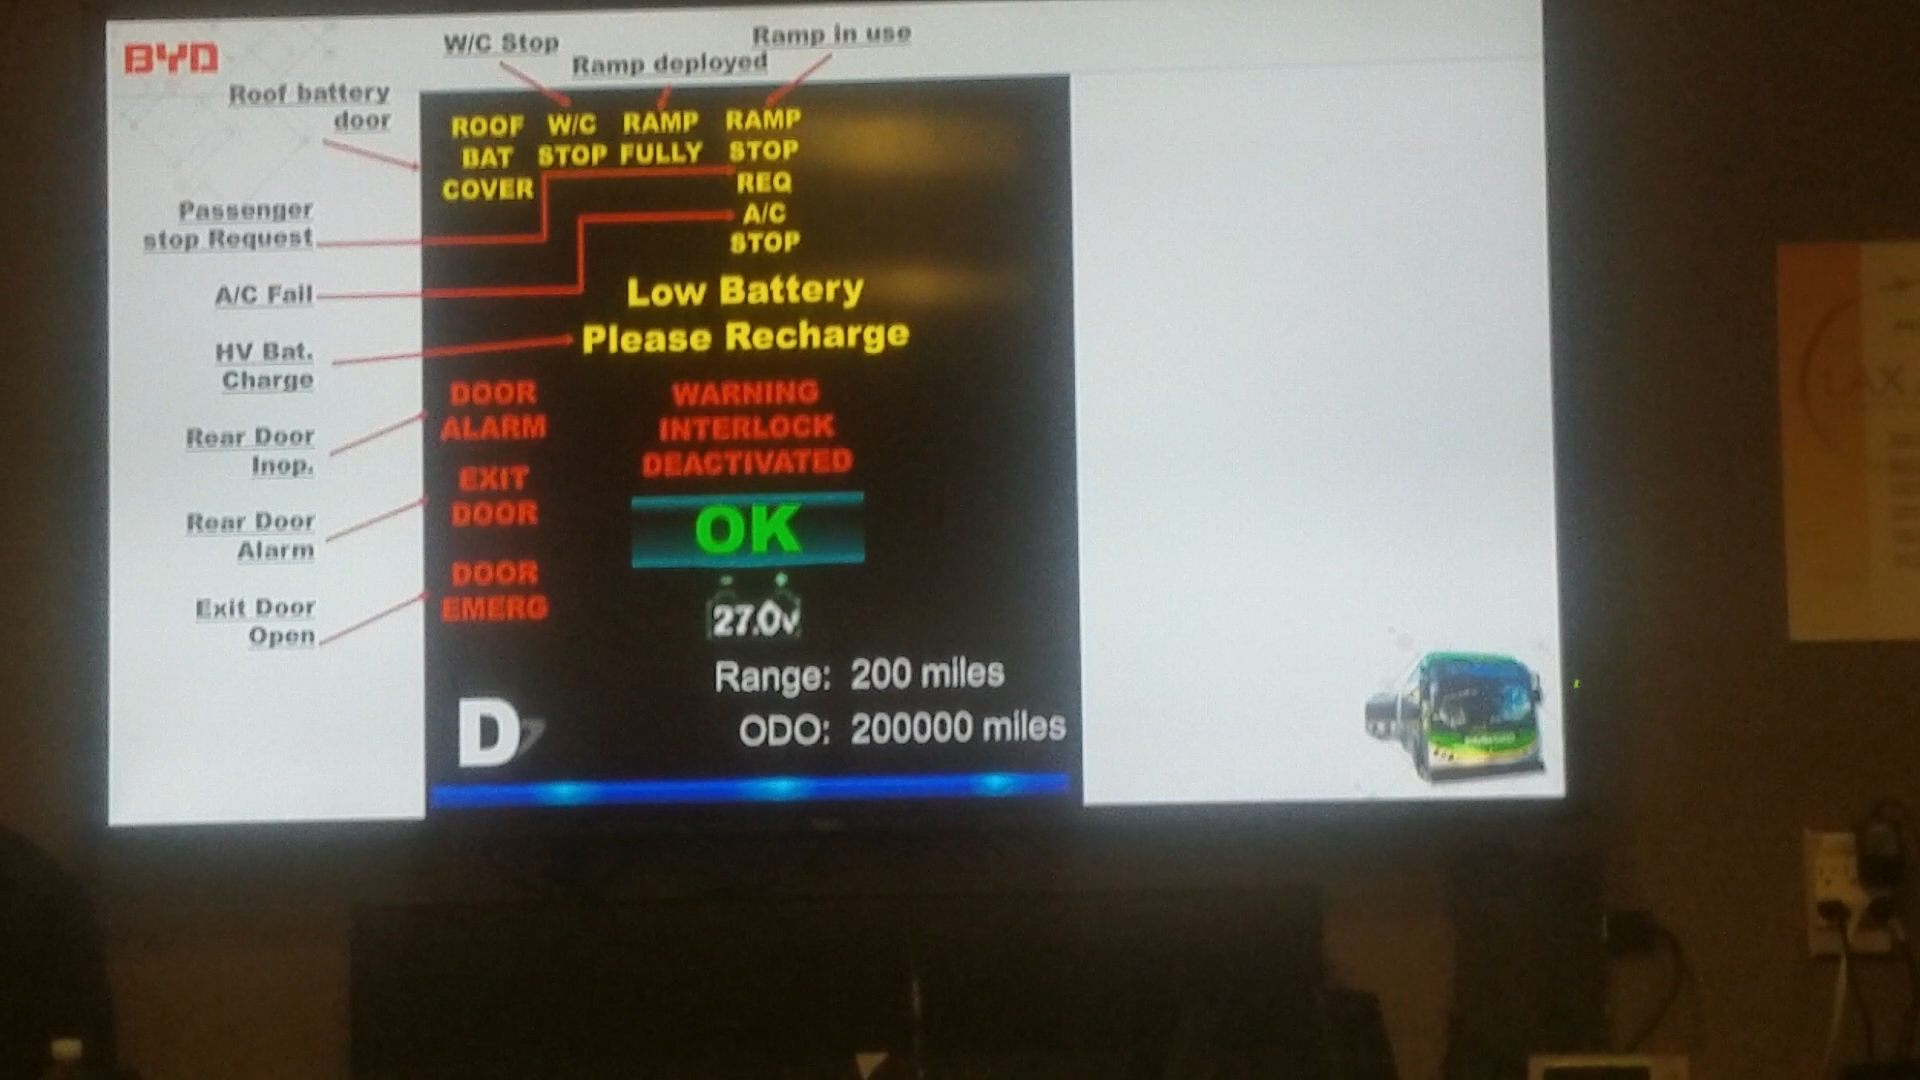 BYD
W/C Stop
Ramp in use
Ramp deployed
Roof battery
door
ROOF W/C RAMP RAMP
BAT STOP FULLY STOP
COVER REQ
Passenger
stop Request
A/C
STOP
A/C Fail
Low Battery
Please Recharge
HV Bat.
Charge
DOOR
ALARM
WARNING
INTERLOCK
DEACTIVATED
Rear Door
Inop.
EXIT
DOOR
OK
Rear Door
Alarm
DOOR
EMERG
- +
27.0v
Exit Door
Open
Range: 200 miles
D
ODO: 200000 miles
LAX